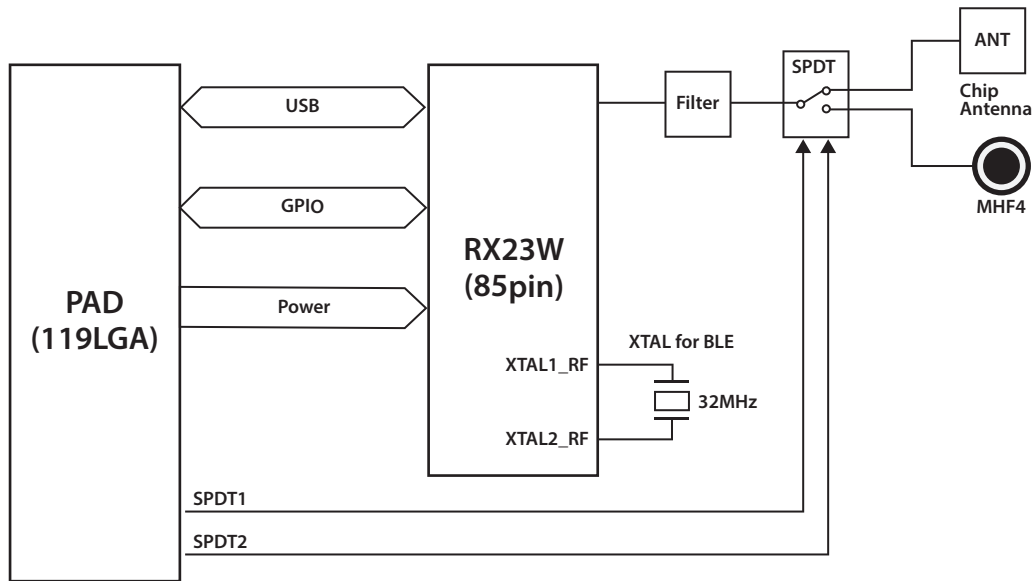 ANT
SPDT
Chip
Antenna
USB
Filter
GPIO
MHF4
RX23W
(85pin)
PAD
(119LGA)
Power
XTAL for BLE
XTAL1_RF
32MHz
XTAL2_RF
SPDT1
SPDT2